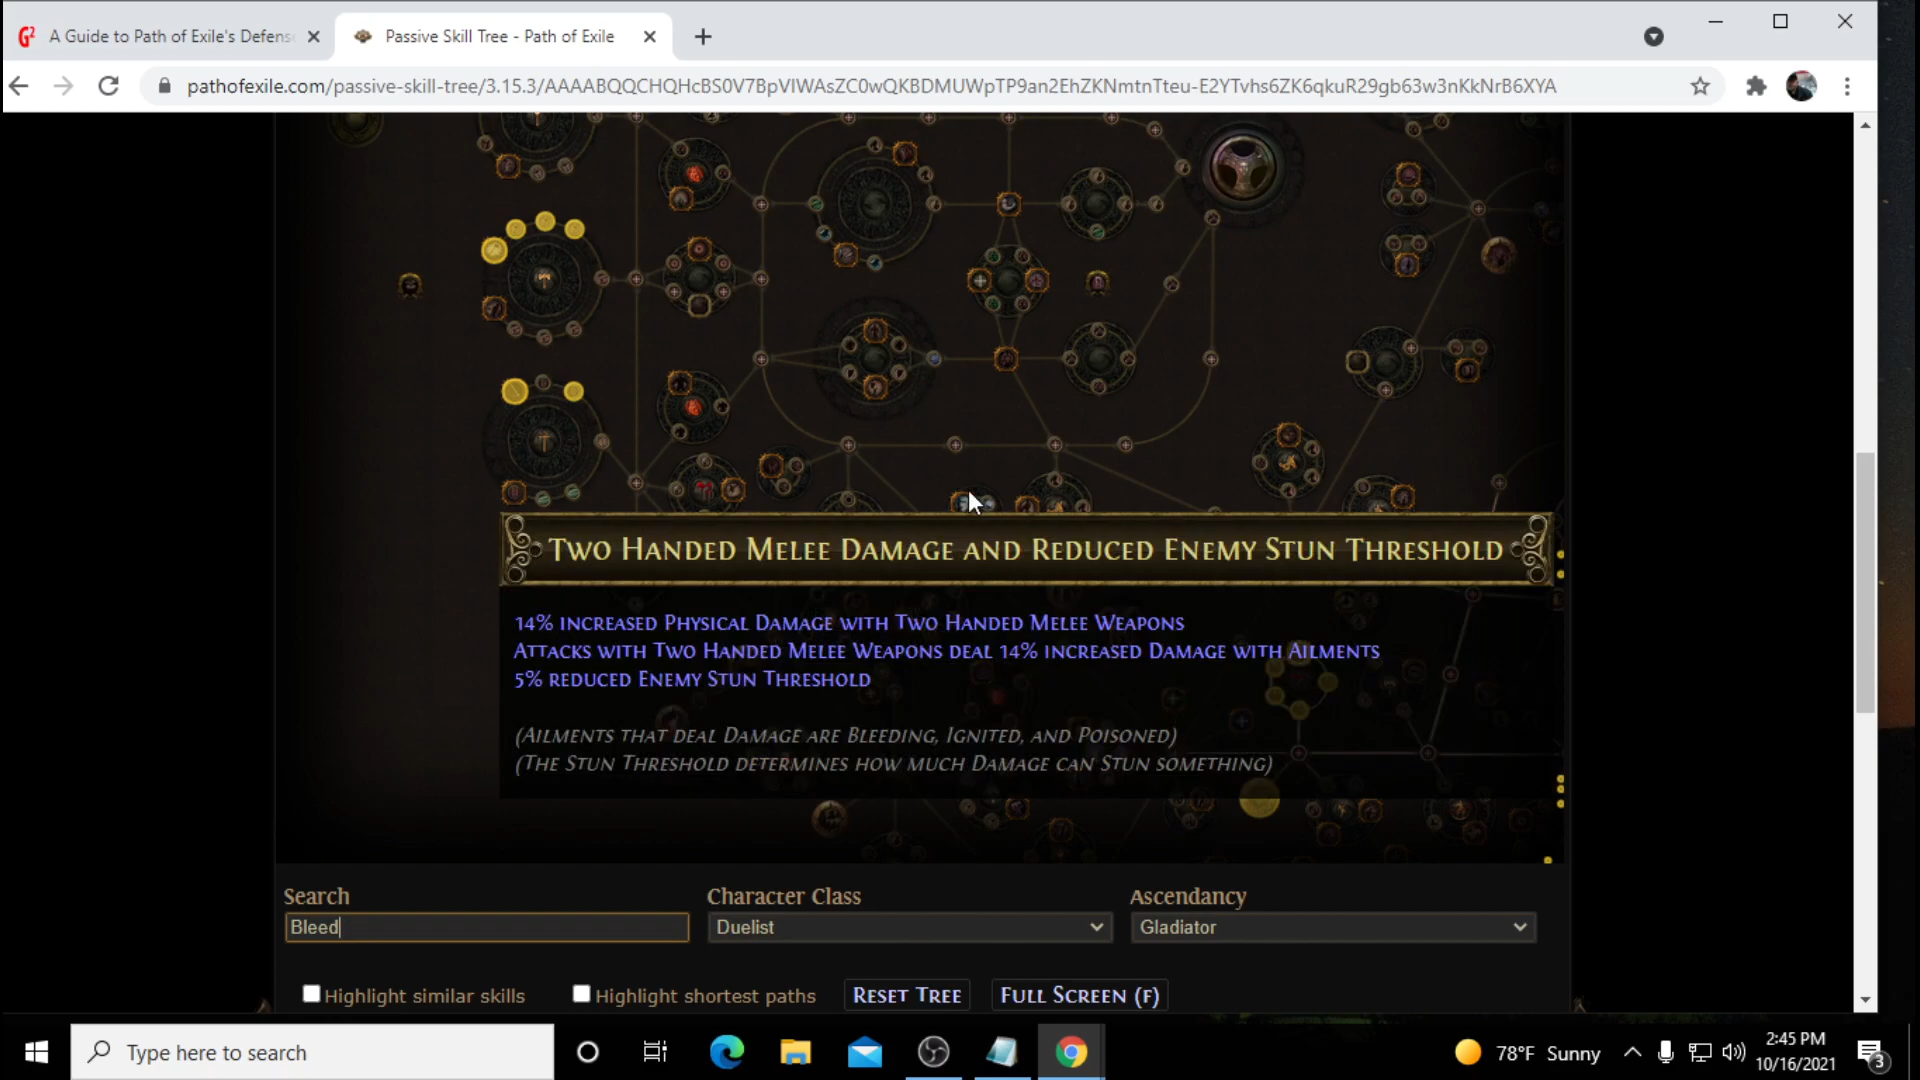 A Guide to Path of Exile's Defens
Passive Skill Tree - Path of Exile
pathofexile.com/passive-skill-tree/3.15.3/AAAABQQCHQHcBS0V7BpVIWAsZC0wQKBDMUWpTP9an2EhZKNmtnTteu-E2YTvhs6ZK6qkuR29gb63w3nKkNrB6XYA
Two Handed Melee Damage and Reduced Enemy Stun Threshold
14% increased Physical Damage with Two Handed Melee Weapons
Attacks with Two Handed Melee Weapons deal 14% increased Damage with Ailments
5% reduced Enemy Stun Threshold
(Ailments that deal Damage are Bleeding, Ignited, and Poisoned)
(The Stun Threshold determines how much Damage can Stun something)
Search
Character Class
Ascendancy
Bleed
Duelist
Gladiator
Highlight similar skills
Highlight shortest paths
Reset Tree
Full Screen (F)
Type here to search
78°F Sunny
2:45 PM
10/16/2021
3